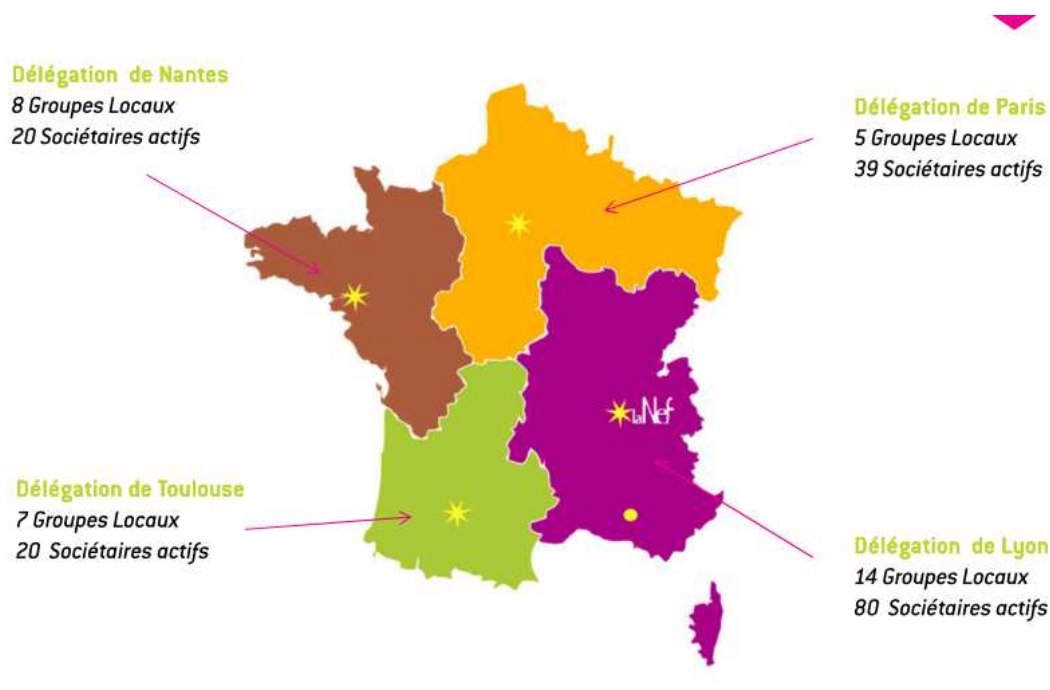 Délégation de Nantes
8 Groupes Locaux
20 Sociétaires actifs
Délégation de Paris
5 Groupes Locaux
39 Sociétaires actifs
laNef
Délégation de Toulouse
7 Groupes Locaux
20 Sociétaires actifs
Délégation de Lyon
14 Groupes Locaux
80 Sociétaires actifs